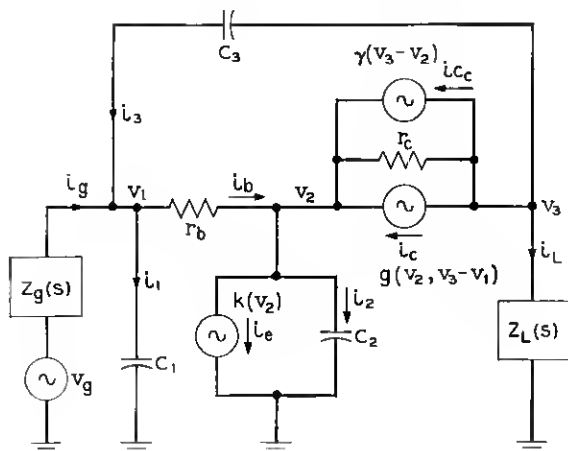 C3
γ(v3−v2)
icc
i3
rc
ig
v1
ib
v2
v3
rb
ic
g(v2, v3−v1)
iL
i1
k(v2)
i2
Zg(s)
ie
C2
ZL(s)
C1
vg